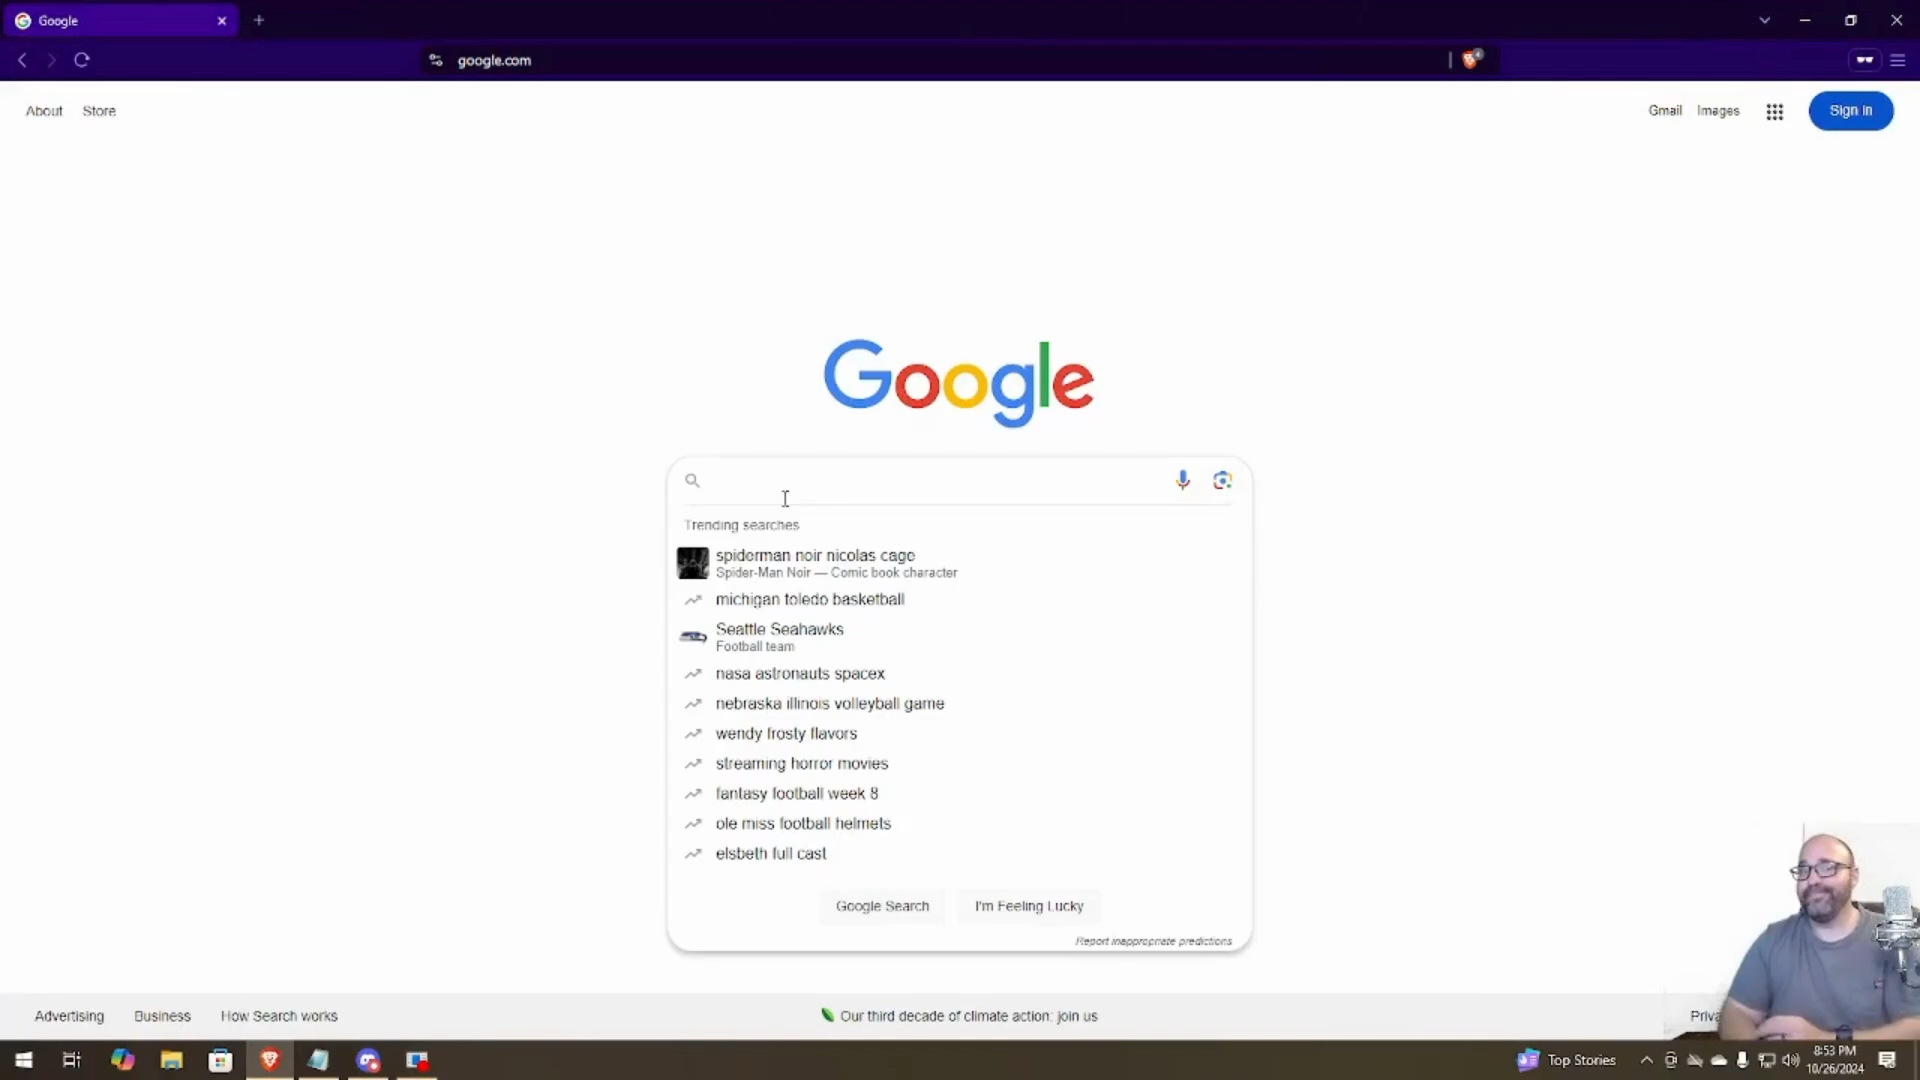 Google
google.com
4
About Store
Gmail Images Sign in
Google
Trending searches
spiderman noir nicolas cage
Spider-Man Noir — Comic book character
michigan toledo basketball
Seattle Seahawks
Football team
nasa astronauts spacex
nebraska illinois volleyball game
wendy frosty flavors
streaming horror movies
fantasy football week 8
ole miss football helmets
elsbeth full cast
Google Search I'm Feeling Lucky
Report inappropriate predictions
Advertising Business How Search works Our third decade of climate action: join us Priva
Top Stories 8:53 PM
10/26/2024